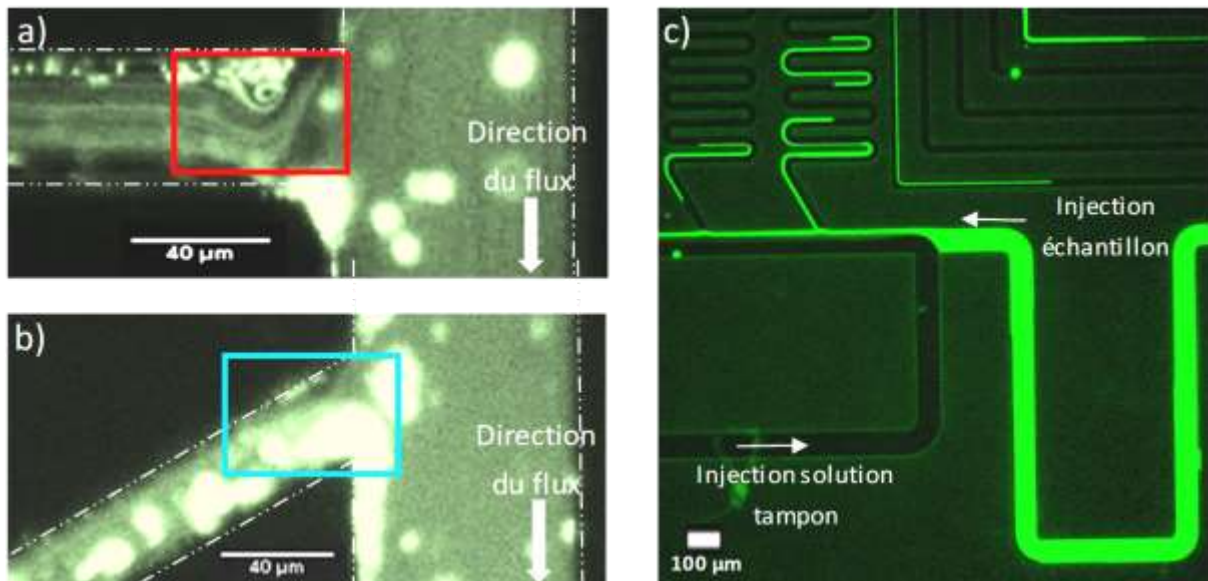 a)
Direction
du flux
40 µm
b)
Direction
du flux
40 µm
c)
Injection
échantillon
Injection solution
tampon
100 µm